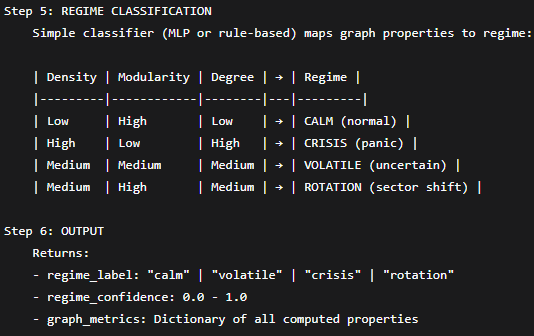 Step 5: REGIME CLASSIFICATION
Simple classifier (MLP or rule-based) maps graph properties to regime:
| Density | Modularity | Degree | → | Regime |
|---------|------------|--------|---|---------|
| Low | High | Low | → | CALM (normal) |
| High | Low | High | → | CRISIS (panic) |
| Medium | Medium | Medium | → | VOLATILE (uncertain) |
| Medium | High | Medium | → | ROTATION (sector shift) |
Step 6: OUTPUT
Returns:
- regime_label: "calm" | "volatile" | "crisis" | "rotation"
- regime_confidence: 0.0 - 1.0
- graph_metrics: Dictionary of all computed properties